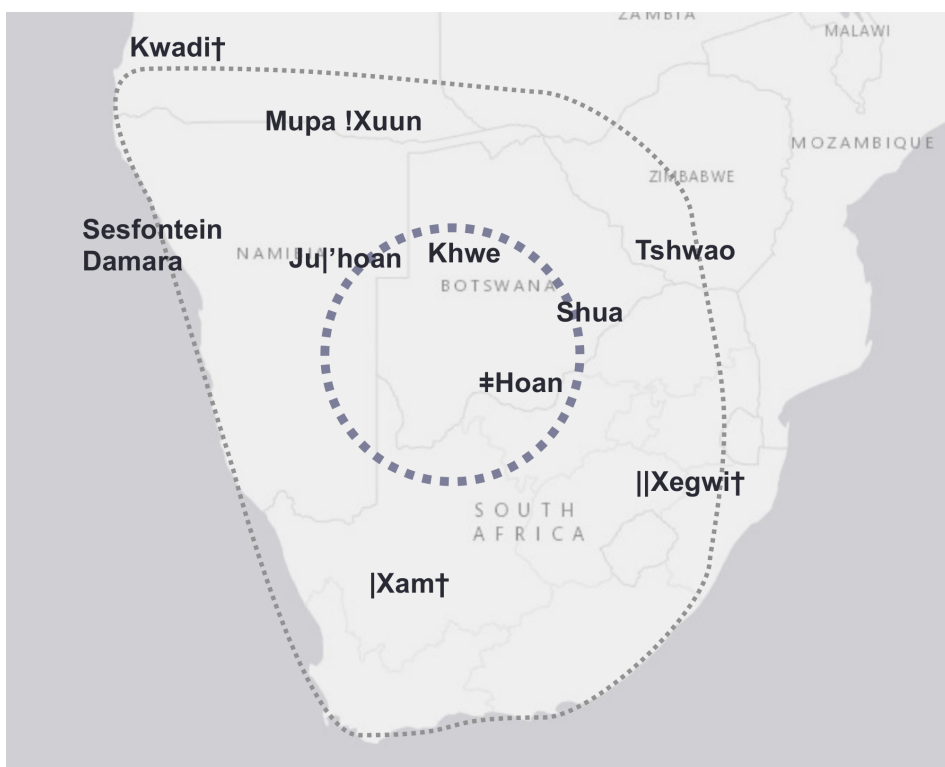 ZAMBIA
MALAWI
Kwadi†
Mupa !Xuun
MOZAMBIQUE
ZIMBABWE
Sesfontein
Damara
NAMIBIA
Ju|’hoan
Khwe
Tshwao
BOTSWANA
Shua
ǂHoan
||Xegwi†
SOUTH
AFRICA
|Xam†